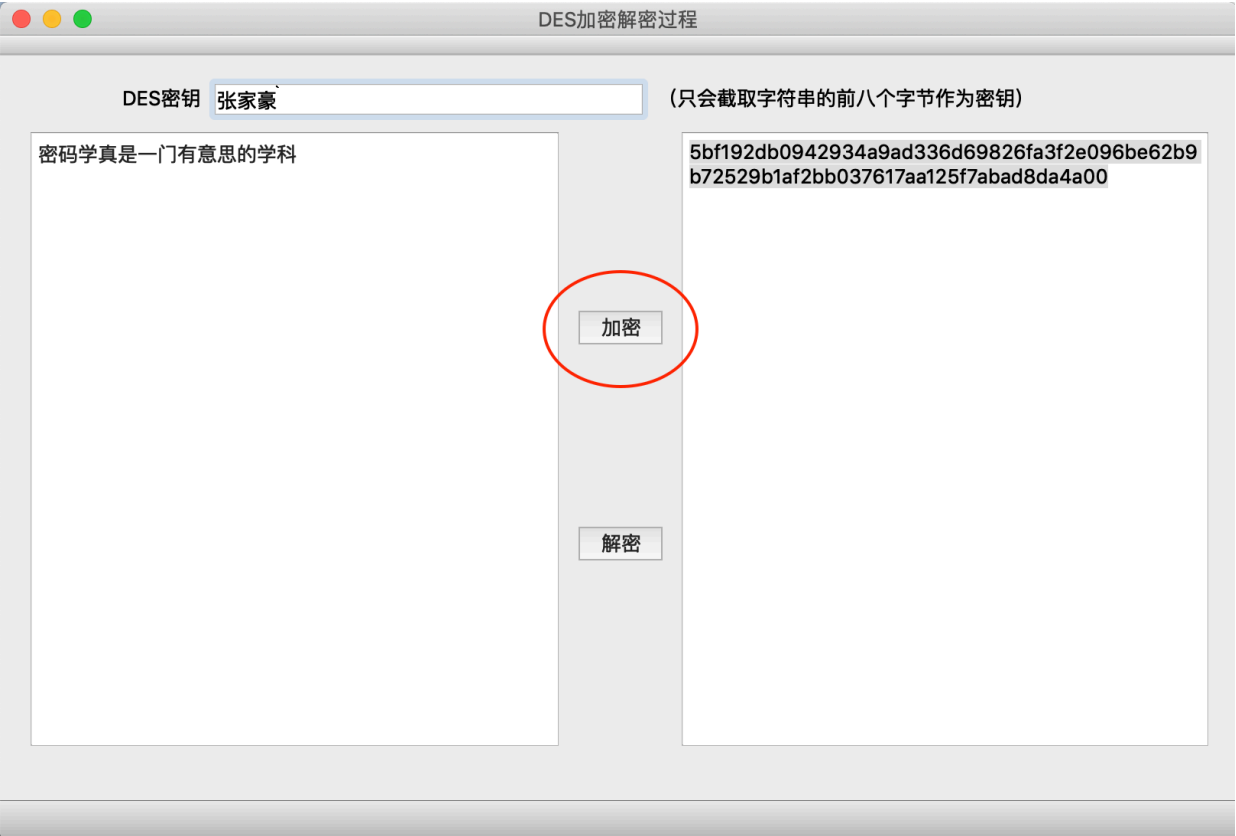 DES加密解密过程
DES密钥 张家豪 (只会截取字符串的前八个字节作为密钥)
密码学真是一门有意思的学科
5bf192db0942934a9ad336d69826fa3f2e096be62b9
b72529b1af2bb037617aa125f7abad8da4a00
加密
解密